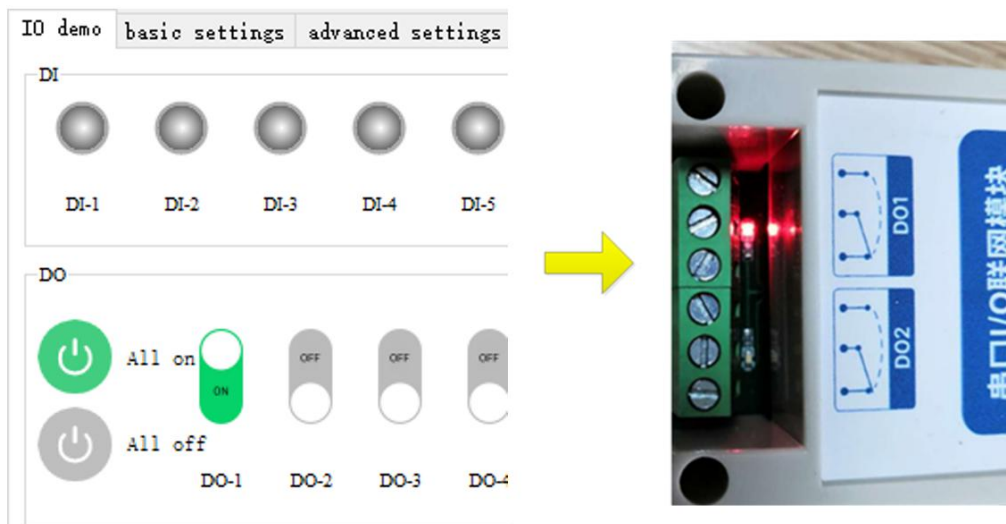 IO demo
basic settings
advanced settings
DI
DI-1
DI-2
DI-3
DI-4
DI-5
DO
All on
ON
OFF
OFF
OFF
All off
DO-1
DO-2
DO-3
DO-4
DO1
DO2
串口I/O联网模块